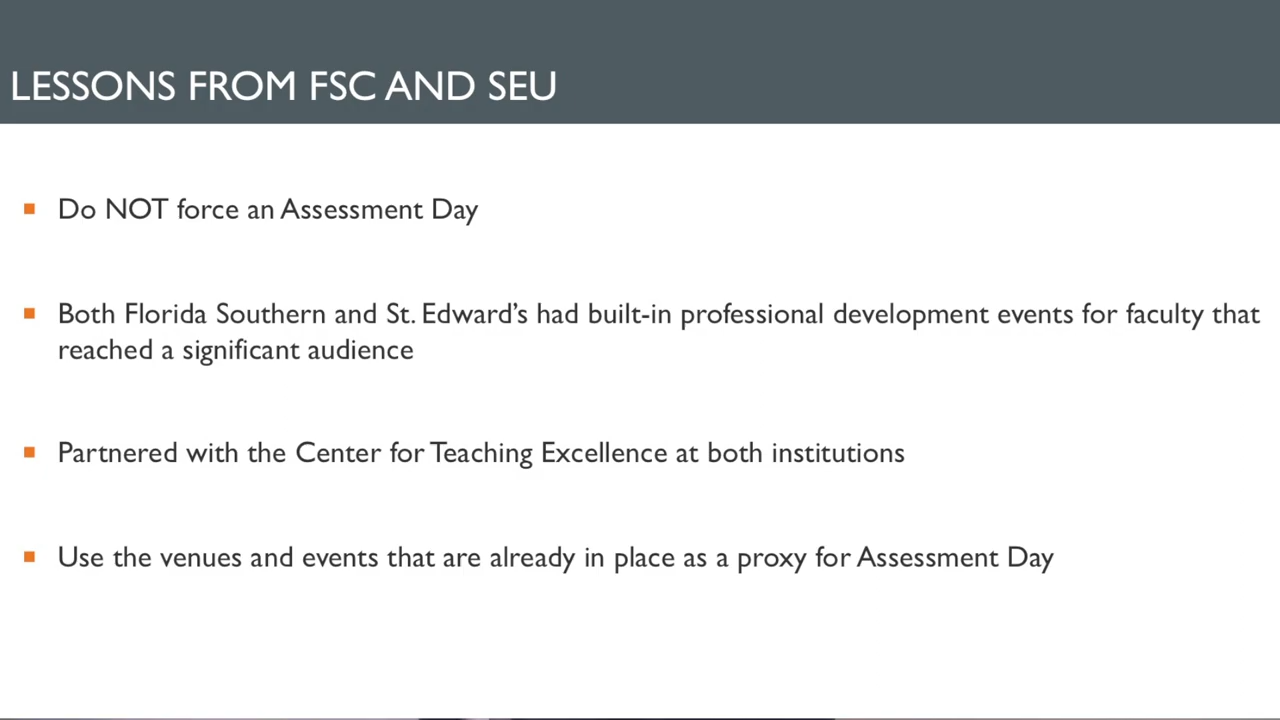 LESSONS FROM FSC AND SEU
Do NOT force an Assessment Day
Both Florida Southern and St. Edward’s had built-in professional development events for faculty that
reached a significant audience
Partnered with the Center for Teaching Excellence at both institutions
Use the venues and events that are already in place as a proxy for Assessment Day